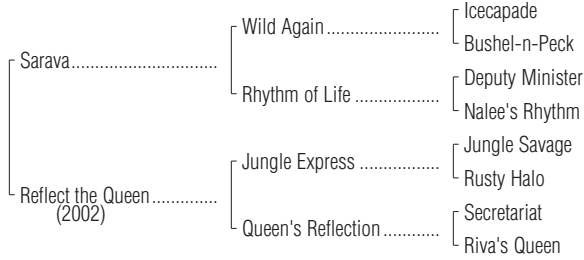 Icecapade
Wild Again
Bushel-n-Peck
Sarava
Deputy Minister
Rhythm of Life
Nalee's Rhythm
Jungle Savage
Jungle Express
Rusty Halo
Reflect the Queen
(2002)
Secretariat
Queen's Reflection
Riva's Queen